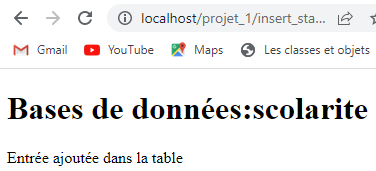 localhost/projet_1/insert_sta...
Gmail YouTube Maps Les classes et objets
Bases de données:scolarite
Entrée ajoutée dans la table